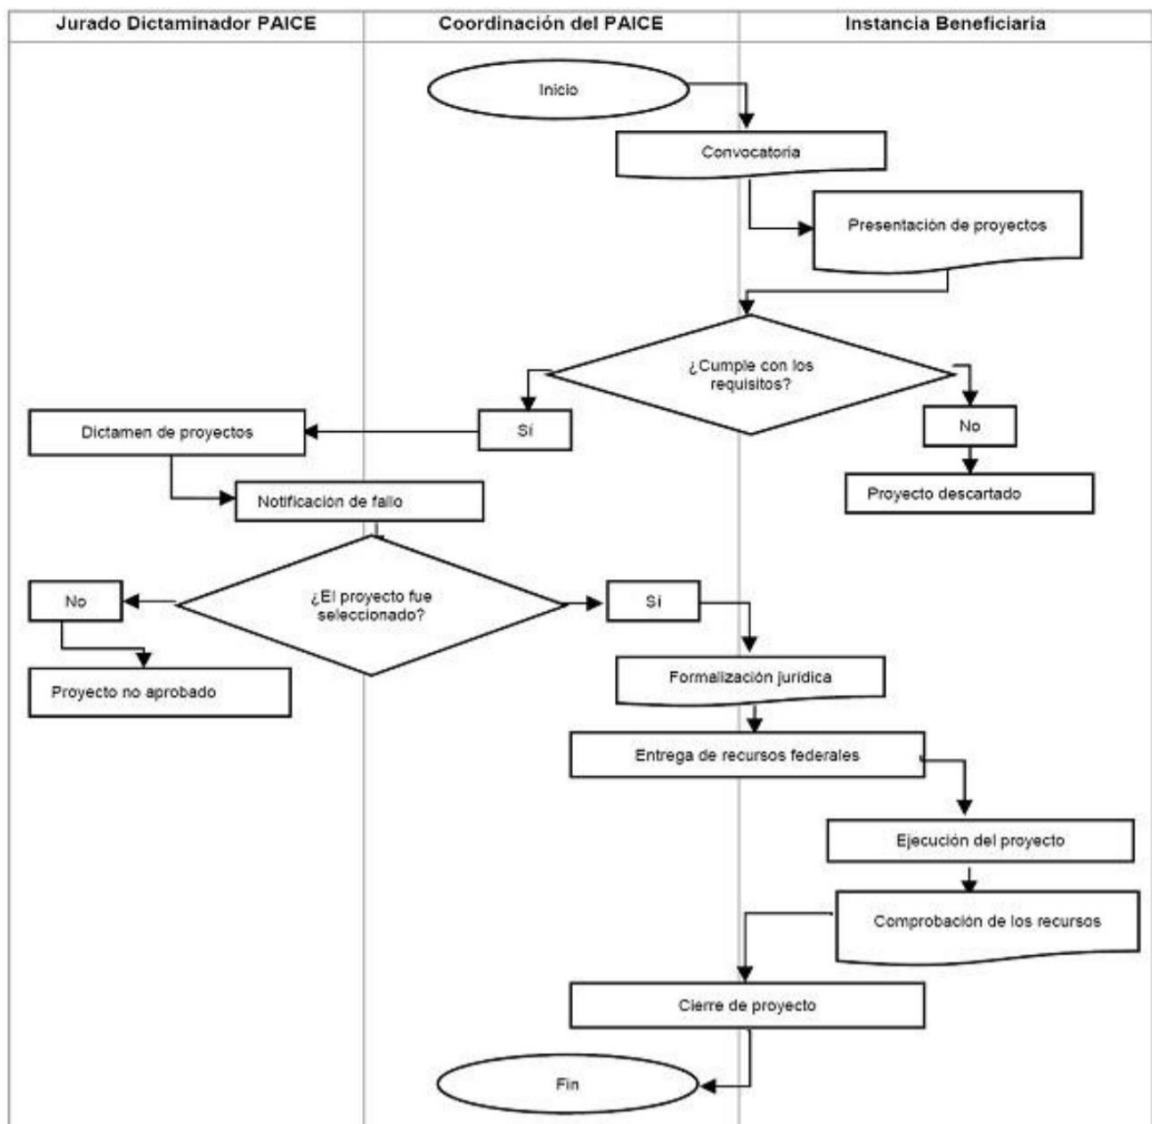 Jurado Dictaminador PAICE
Coordinación del PAICE
Instancia Beneficiaria
Inicio
Convocatoria
Presentación de proyectos
¿Cumple con los
requisitos?
Sí
No
Dictamen de proyectos
Proyecto descartado
Notificación de fallo
¿El proyecto fue
seleccionado?
No
Sí
Proyecto no aprobado
Formalización jurídica
Entrega de recursos federales
Ejecución del proyecto
Comprobación de los recursos
Cierre de proyecto
Fin